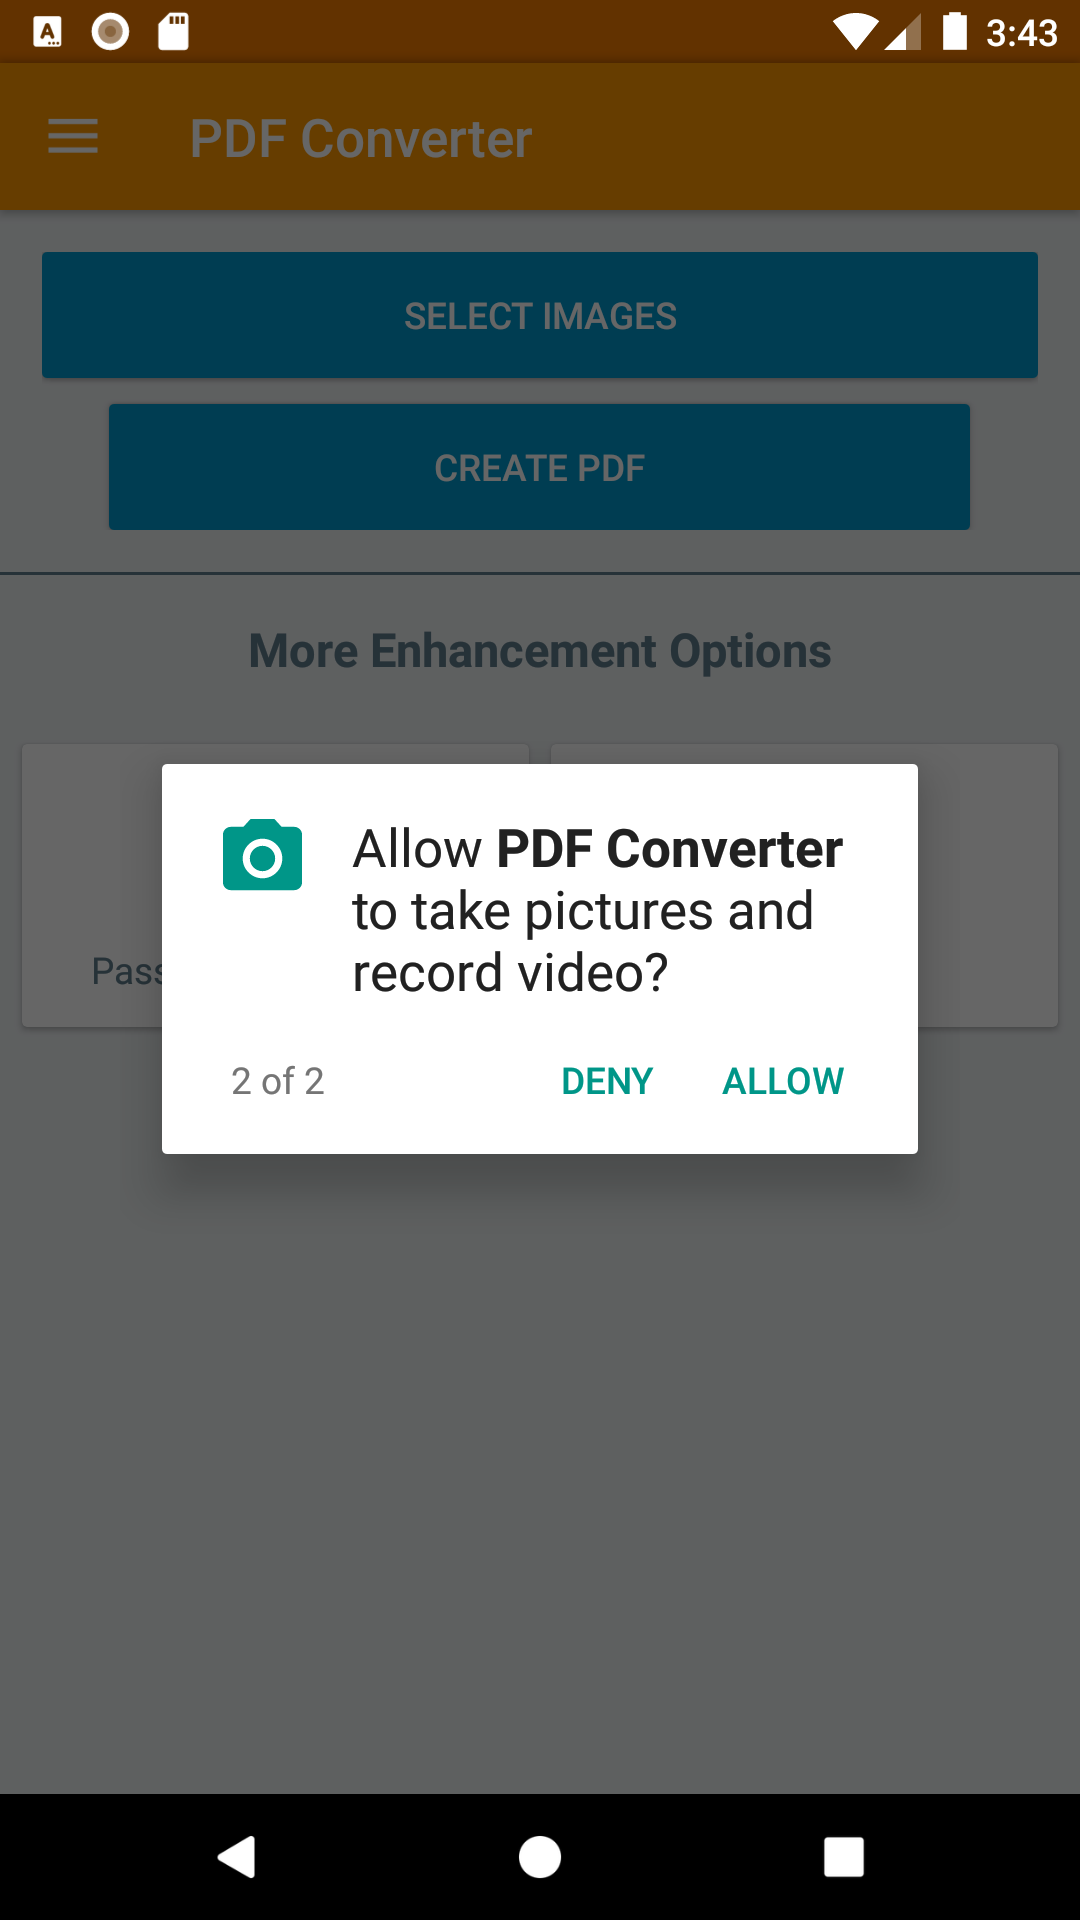 3:43
PDF Converter
SELECT IMAGES
CREATE PDF
More Enhancement Options
Allow PDF Converter
to take pictures and
record video?
2 of 2
DENY
ALLOW